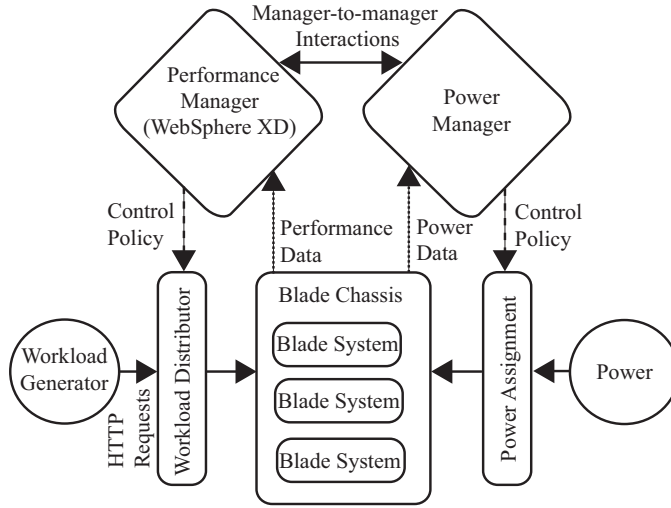 Manager-to-manager
Interactions
Performance
Manager
(WebSphere XD)
Power
Manager
Control
Policy
Performance
Data
Power
Data
Control
Policy
Workload
Generator
HTTP
Requests
Workload Distributor
Blade Chassis
Blade System
Blade System
Blade System
Power Assignment
Power